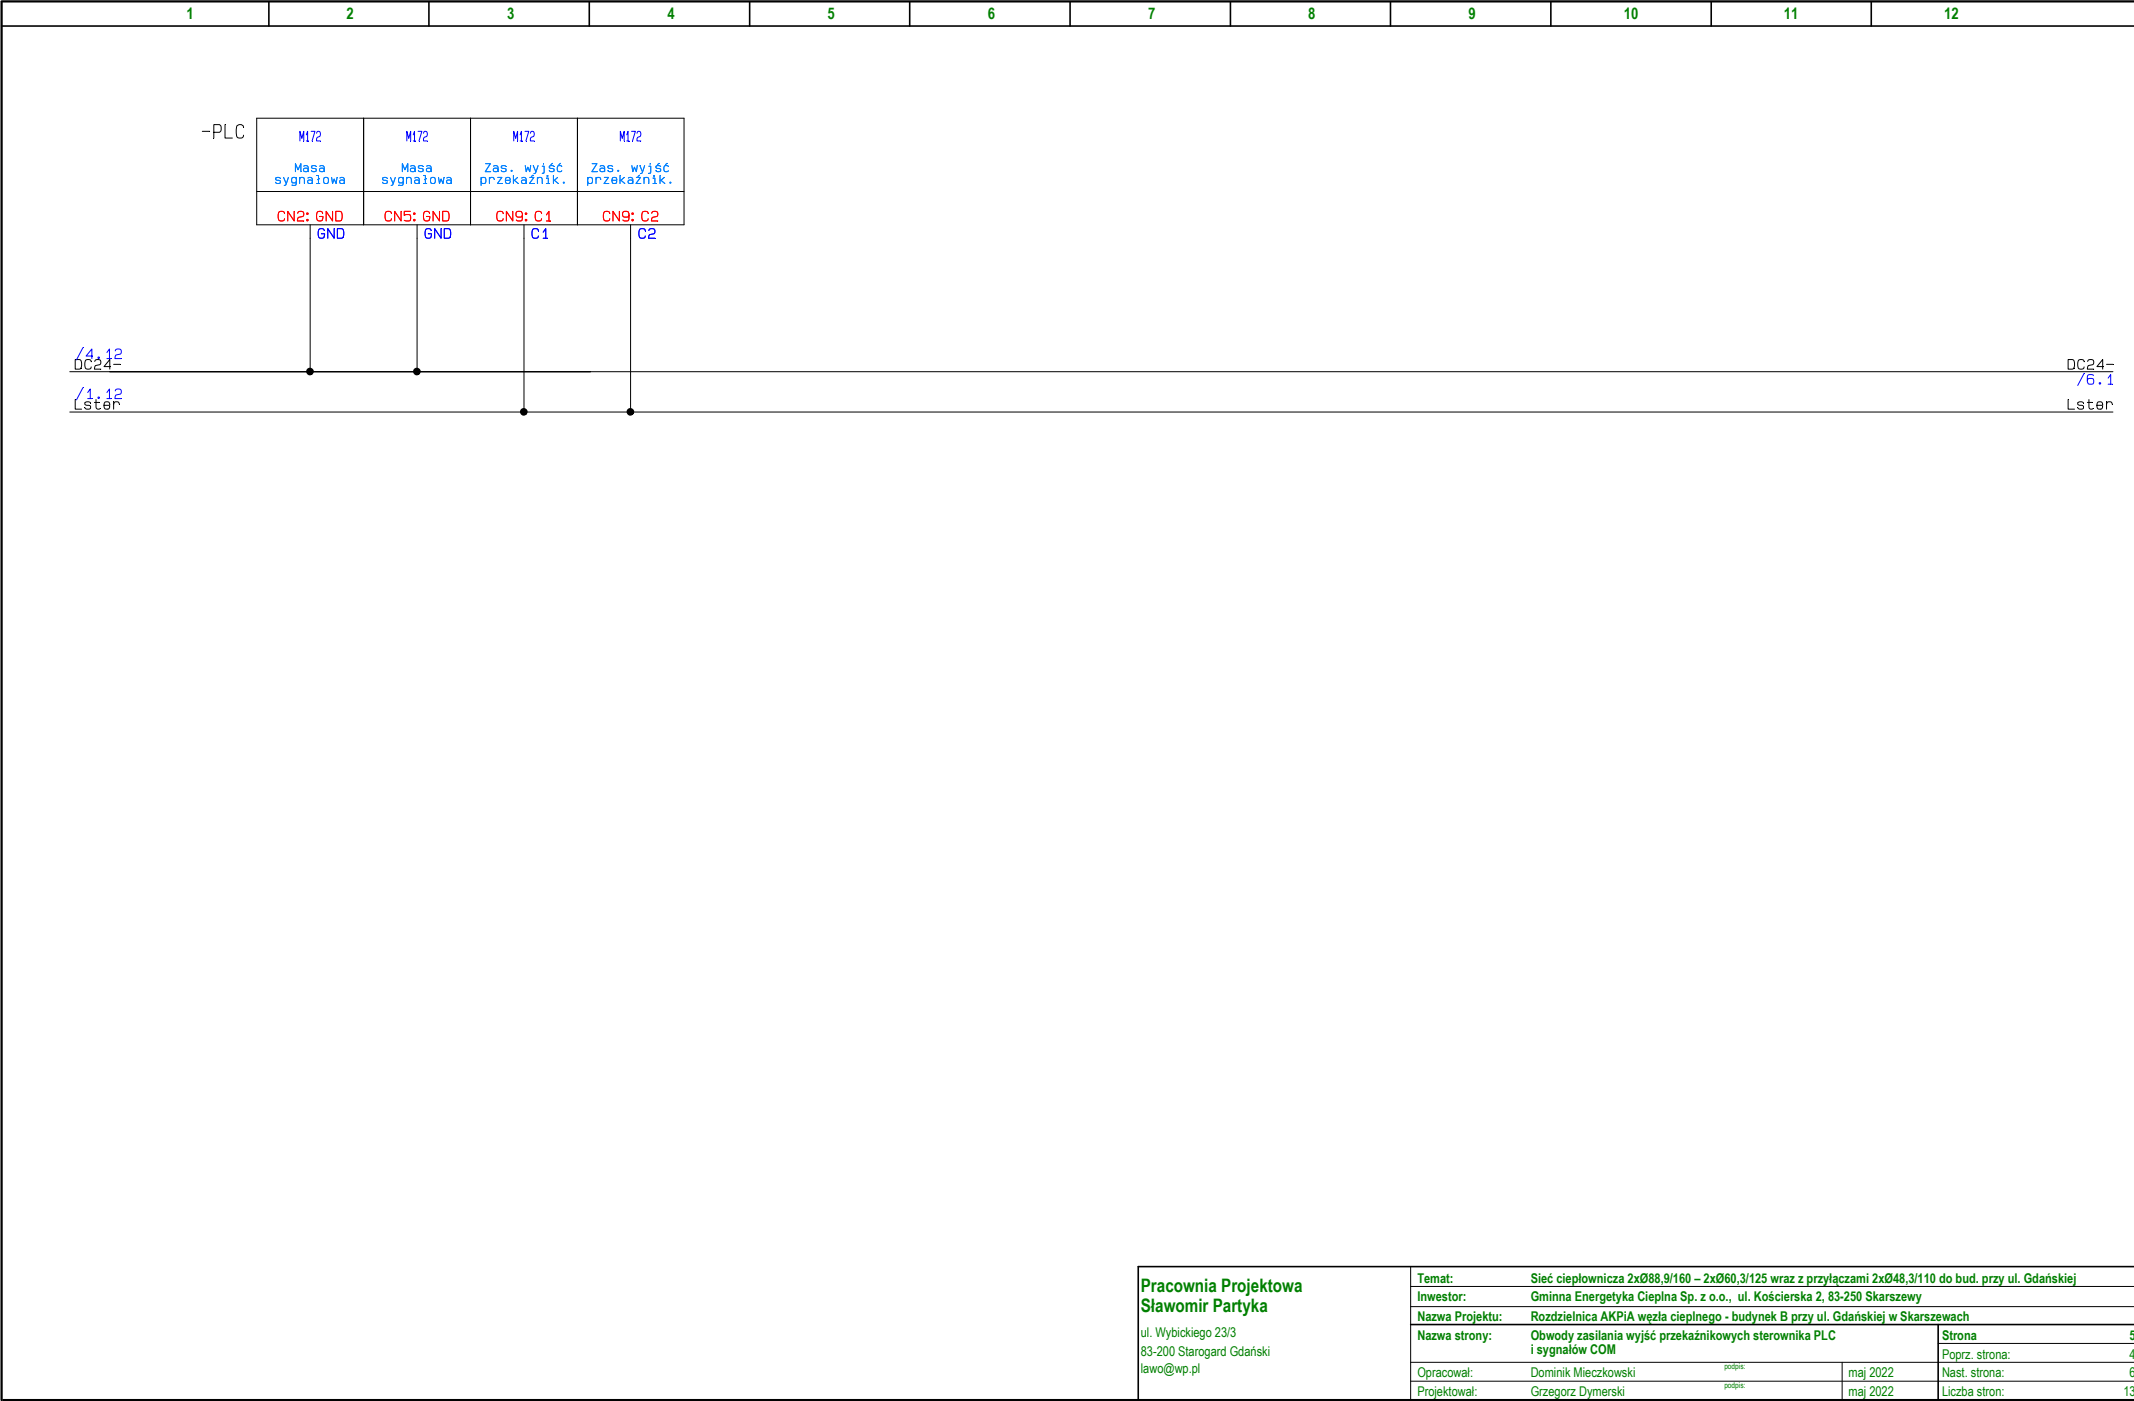 1 2 3 4 5 6 7 8 9 10 11 12
-PLC
M172 M172 M172 M172
Masa Masa Zas. wyjść Zas. wyjść
sygnałowa sygnałowa przekaźnik. przekaźnik.
CN2: GND CN5: GND CN9: C1 CN9: C2
GND GND C1 C2
/4.12
DC24- DC24-
/6.1
/1.12
Lster Lster
Pracownia Projektowa
Sławomir Partyka
ul. Wybickiego 23/3
83-200 Starogard Gdański
lawo@wp.pl
Temat: Sieć ciepłownicza 2xØ88,9/160 – 2xØ60,3/125 wraz z przyłączami 2xØ48,3/110 do bud. przy ul. Gdańskiej
Inwestor: Gminna Energetyka Cieplna Sp. z o.o., ul. Kościerska 2, 83-250 Skarszewy
Nazwa Projektu: Rozdzielnica AKPiA węzła cieplnego - budynek B przy ul. Gdańskiej w Skarszewach
Nazwa strony: Obwody zasilania wyjść przekaźnikowych sterownika PLC
i sygnałów COM
Strona 5
Poprz. strona: 4
Opracował: Dominik Mieczkowski podpis: maj 2022 Nast. strona: 6
Projektował: Grzegorz Dymerski podpis: maj 2022 Liczba stron: 13